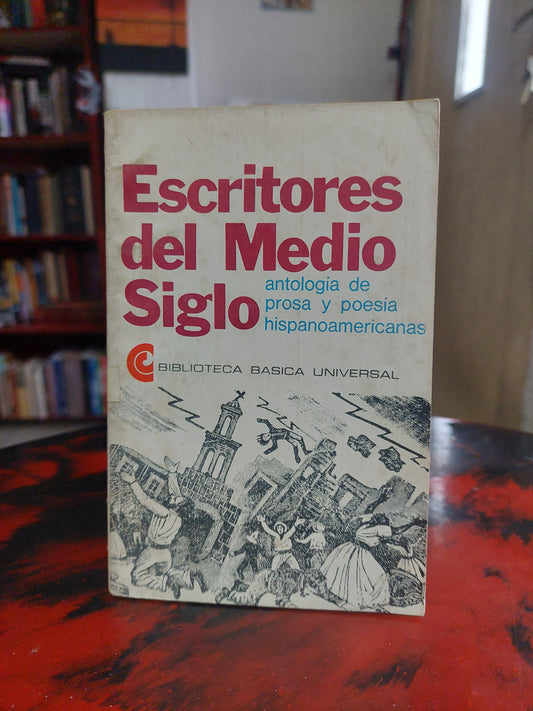 Escritores
del Medio
Siglo
antología de
prosa y poesía
hispanoamericanas
BIBLIOTECA BASICA UNIVERSAL